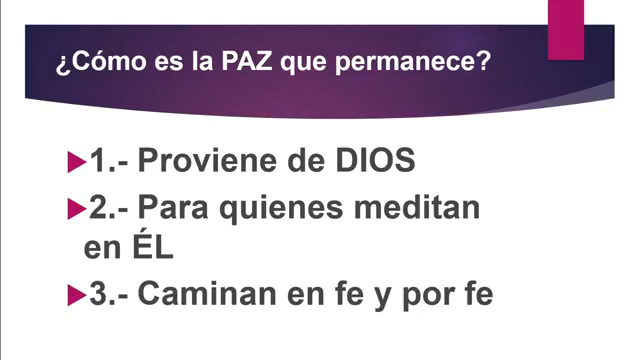 ¿Cómo es la PAZ que permanece?
1.- Proviene de DIOS
2.- Para quienes meditan
en ÉL
3.- Caminan en fe y por fe